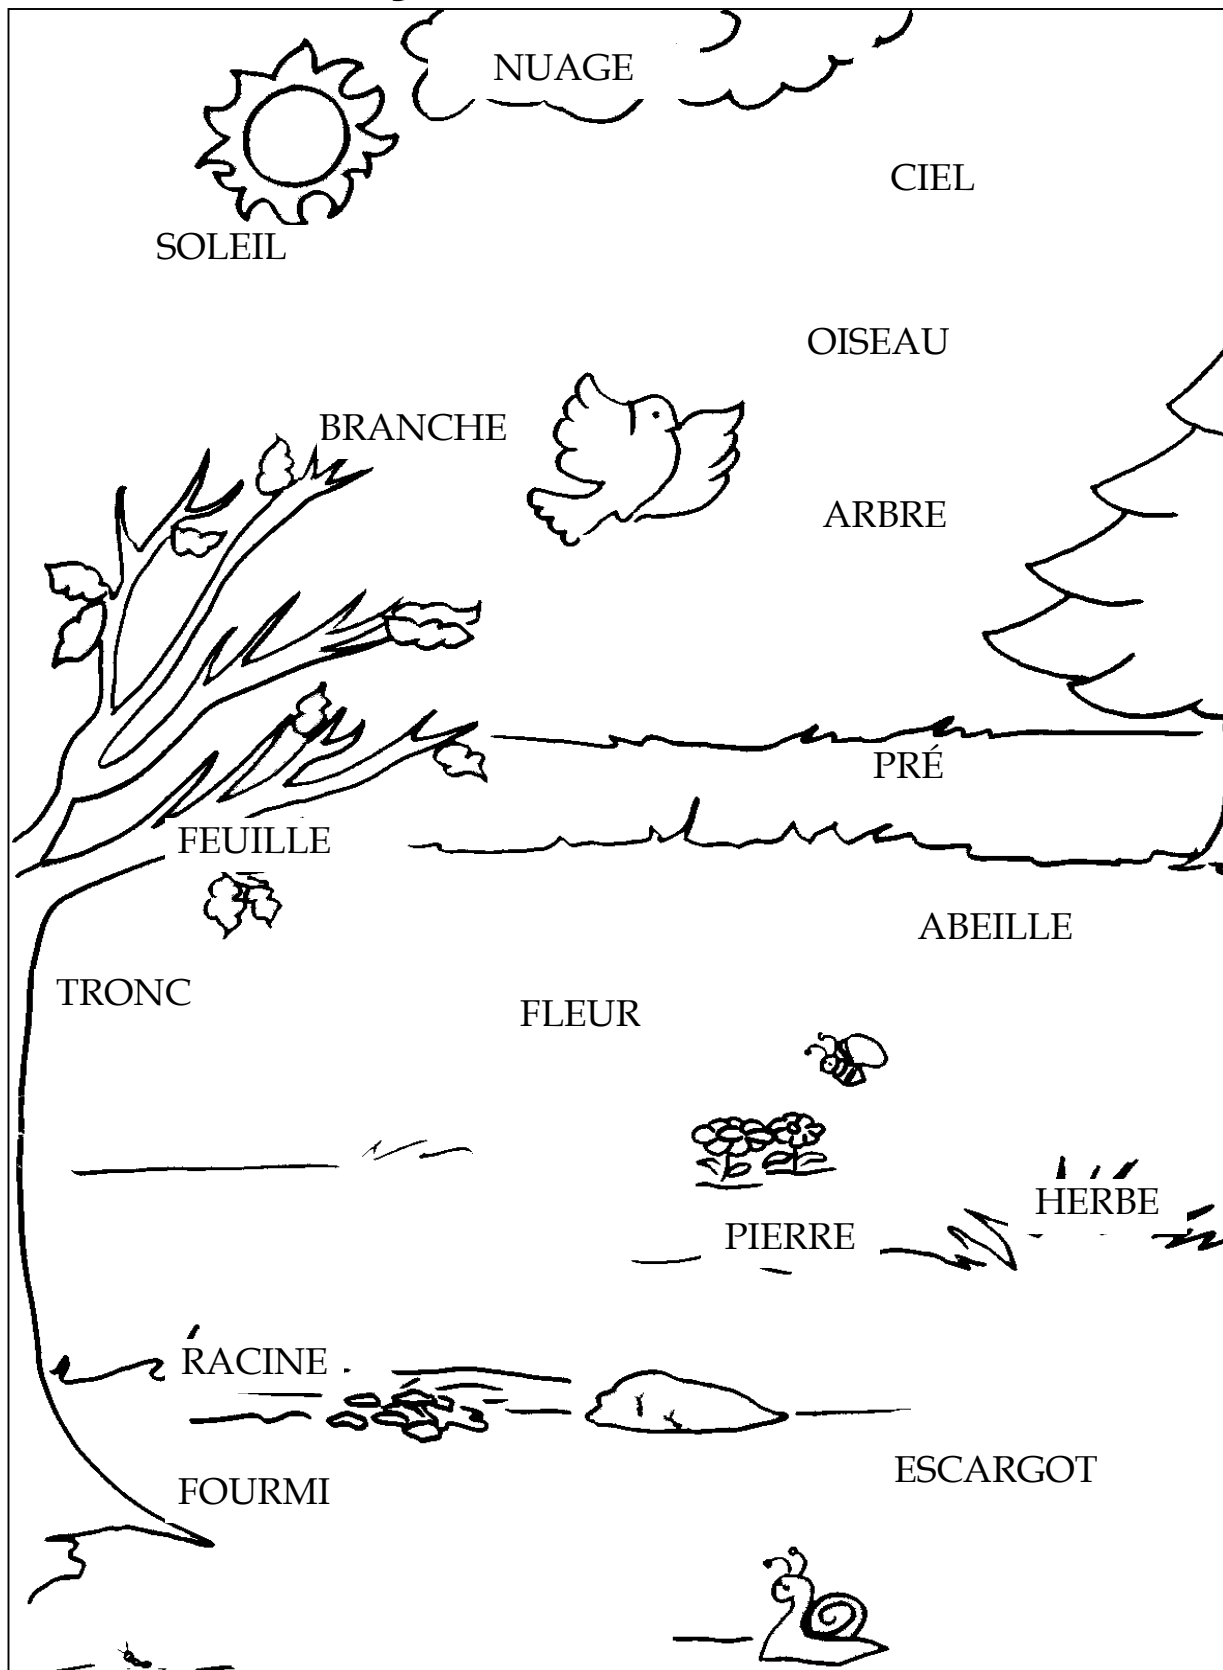 NUAGE
CIEL
SOLEIL
OISEAU
BRANCHE
ARBRE
PRÉ
FEUILLE
ABEILLE
TRONC
FLEUR
HERBE
PIERRE
RACINE
ESCARGOT
FOURMI